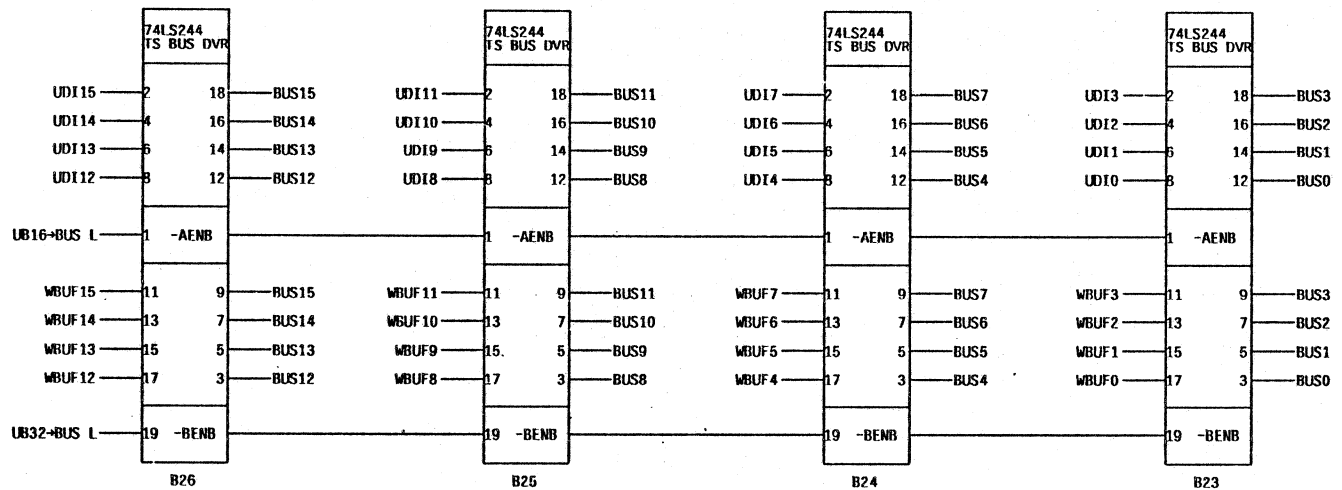 74LS244 74LS244 74LS244 74LS244
TS BUS DVR TS BUS DVR TS BUS DVR TS BUS DVR
UDI15 2 18 BUS15 UDI11 2 18 BUS11 UDI7 2 18 BUS7 UDI3 2 18 BUS3
UDI14 4 16 BUS14 UDI10 4 16 BUS10 UDI6 4 16 BUS6 UDI2 4 16 BUS2
UDI13 6 14 BUS13 UDI9 6 14 BUS9 UDI5 6 14 BUS5 UDI1 6 14 BUS1
UDI12 8 12 BUS12 UDI8 8 12 BUS8 UDI4 8 12 BUS4 UDI0 8 12 BUS0
UB16→BUS L 1 -AENB 1 -AENB 1 -AENB 1 -AENB
WBUF15 11 9 BUS15 WBUF11 11 9 BUS11 WBUF7 11 9 BUS7 WBUF3 11 9 BUS3
WBUF14 13 7 BUS14 WBUF10 13 7 BUS10 WBUF6 13 7 BUS6 WBUF2 13 7 BUS2
WBUF13 15 5 BUS13 WBUF9 15 5 BUS9 WBUF5 15 5 BUS5 WBUF1 15 5 BUS1
WBUF12 17 3 BUS12 WBUF8 17 3 BUS8 WBUF4 17 3 BUS4 WBUF0 17 3 BUS0
UB32→BUS L 19 -BENB 19 -BENB 19 -BENB 19 -BENB
B26 B25 B24 B23